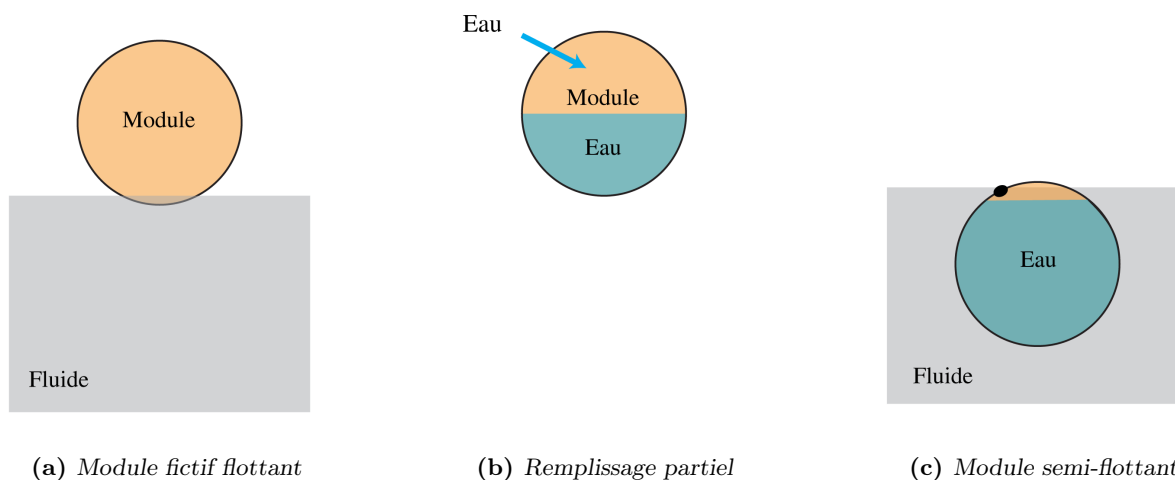 Eau
Module
Module
Eau
Eau
Fluide
Fluide
(a) Module fictif flottant
(b) Remplissage partiel
(c) Module semi-flottant